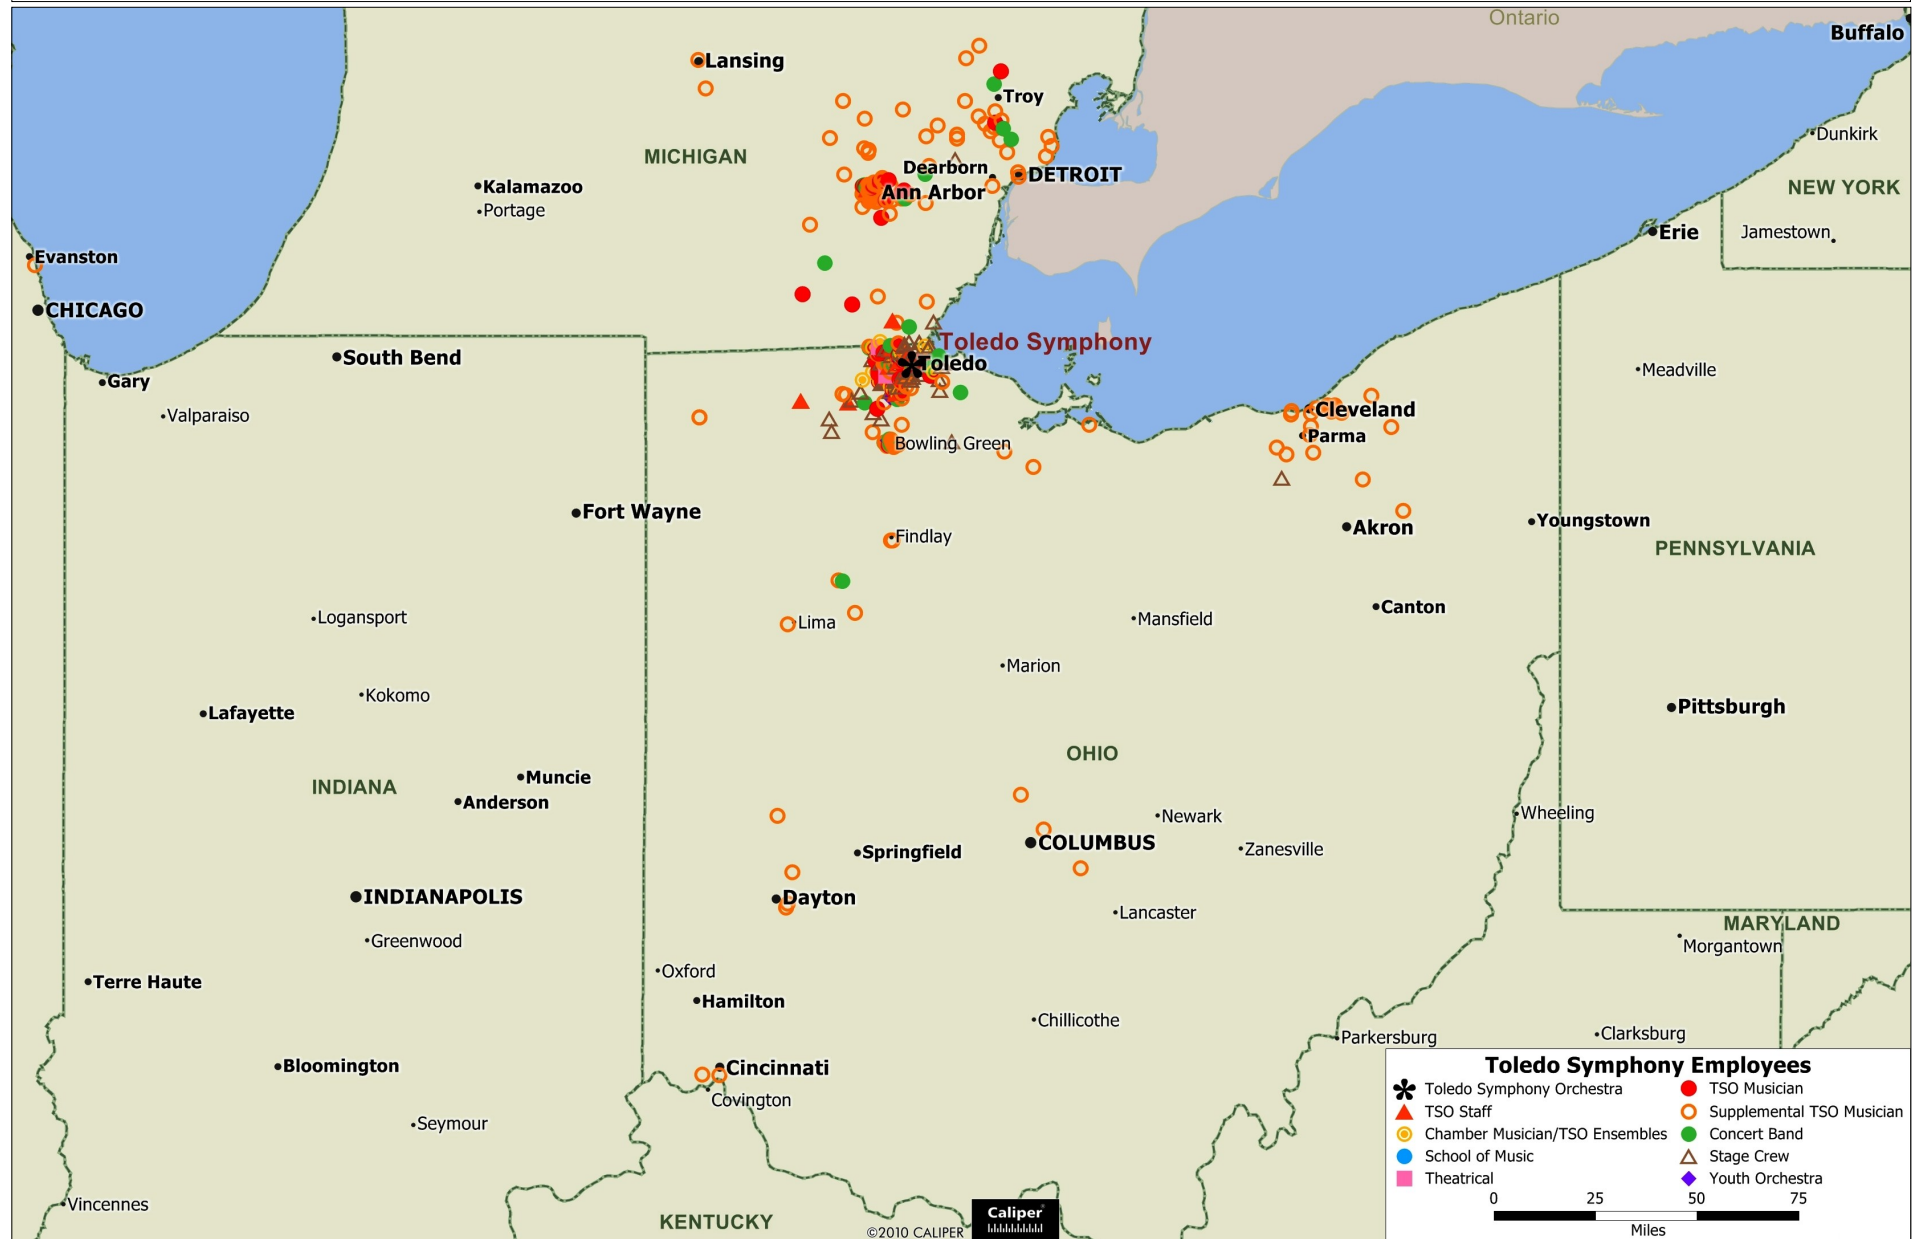 Ontario
Buffalo
Lansing
Troy
Dunkirk
MICHIGAN
Dearborn
DETROIT
Kalamazoo
Ann Arbor
NEW YORK
Portage
Erie
Jamestown
Evanston
CHICAGO
Toledo Symphony
South Bend
Toledo
Meadville
Gary
Valparaiso
Cleveland
Parma
Bowling Green
Fort Wayne
Youngstown
Akron
Findlay
PENNSYLVANIA
Canton
Logansport
Lima
Mansfield
Marion
Kokomo
Lafayette
Pittsburgh
OHIO
Muncie
INDIANA
Anderson
Newark
Wheeling
COLUMBUS
Springfield
Zanesville
INDIANAPOLIS
Dayton
Lancaster
MARYLAND
Greenwood
Morgantown
Oxford
Terre Haute
Hamilton
Chillicothe
Clarksburg
Parkersburg
Bloomington
Cincinnati
Covington
Seymour
Vincennes
KENTUCKY
Caliper
©2010 CALIPER
Toledo Symphony Employees
Toledo Symphony Orchestra
TSO Musician
TSO Staff
Supplemental TSO Musician
Chamber Musician/TSO Ensembles
Concert Band
School of Music
Stage Crew
Theatrical
Youth Orchestra
0 25 50 75
Miles